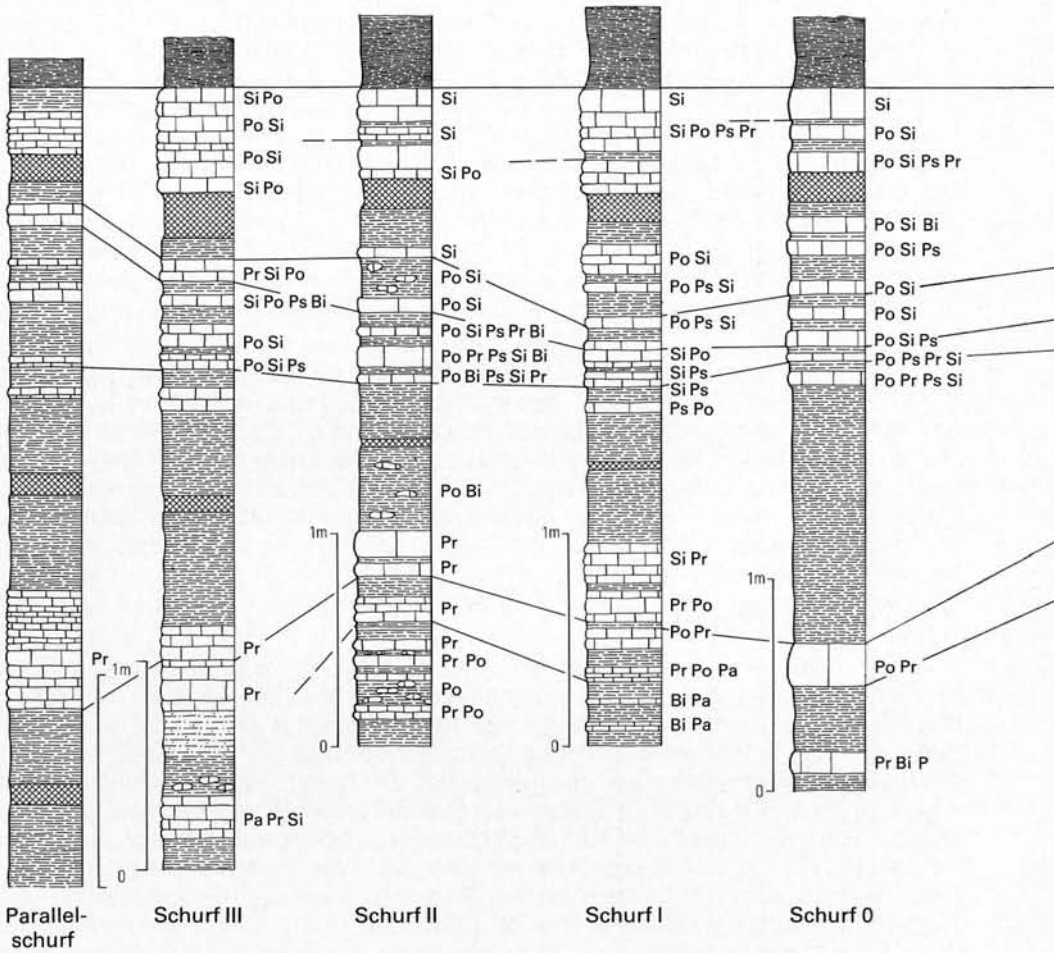 Pr
1m
0
Parallel-
schurf
Si Po
Po Si
Po Si
Si Po
Pr Si Po
Si Po Ps Bi
Po Si
Po Si Ps
Pr
Pr
Pa Pr Si
Schurf III
Si
Si
Si Po
Si
Po Si
Po Si
Po Si Ps Pr Bi
Po Pr Ps Si Bi
Po Bi Ps Si Pr
Po Bi
1m
Pr
Pr
Pr
Pr
Pr Po
Po
Pr Po
0
Schurf II
Si
Si Po Ps Pr
Po Si
Po Ps Si
Po Ps Si
Si Po
Si Ps
Si Ps
Ps Po
1m
Si Pr
Pr Po
Po Pr
Pr Po Pa
Bi Pa
Bi Pa
0
Schurf I
Si
Po Si
Po Si Ps Pr
Po Si Bi
Po Si Ps
Po Si
Po Si
Po Si Ps
Po Ps Pr Si
Po Pr Ps Si
1m
Po Pr
Pr Bi P
0
Schurf 0